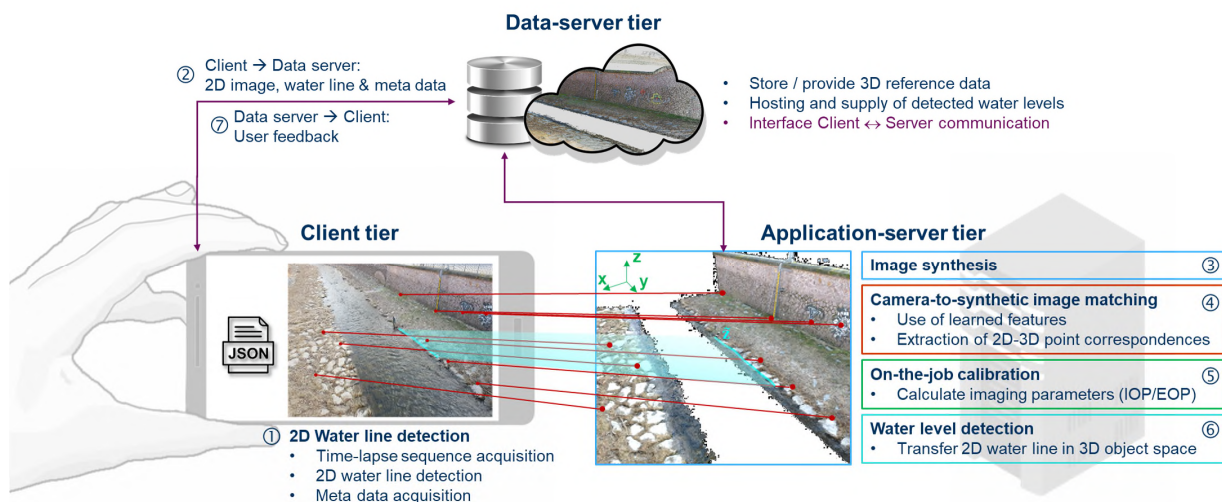 Data-server tier
② Client → Data server:
2D image, water line & meta data
⑦ Data server → Client:
User feedback
• Store / provide 3D reference data
• Hosting and supply of detected water levels
• Interface Client ↔ Server communication
Client tier
JSON
① 2D Water line detection
• Time-lapse sequence acquisition
• 2D water line detection
• Meta data acquisition
Application-server tier
z
x
y
Image synthesis ③
Camera-to-synthetic image matching ④
• Use of learned features
• Extraction of 2D-3D point correspondences
On-the-job calibration ⑤
• Calculate imaging parameters (IOP/EOP)
Water level detection ⑥
• Transfer 2D water line in 3D object space